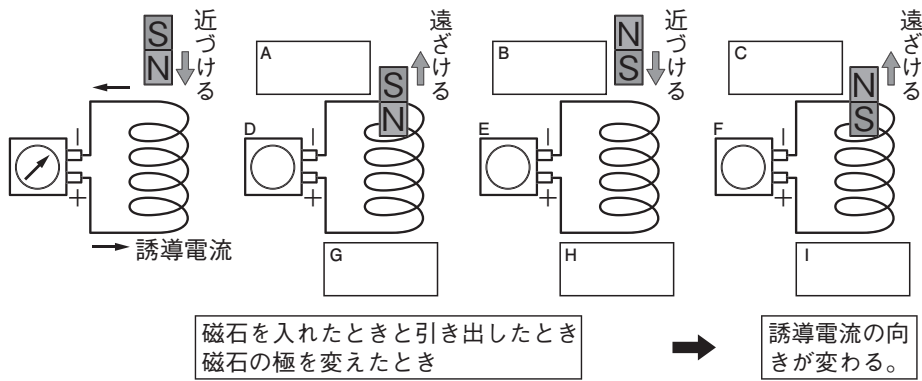 S
N
近づける
誘導電流
A
S
N
遠ざける
D
G
B
N
S
近づける
E
H
C
N
S
遠ざける
F
I
－
＋
－
＋
－
＋
－
＋
磁石を入れたときと引き出したとき
磁石の極を変えたとき
誘導電流の向
きが変わる。